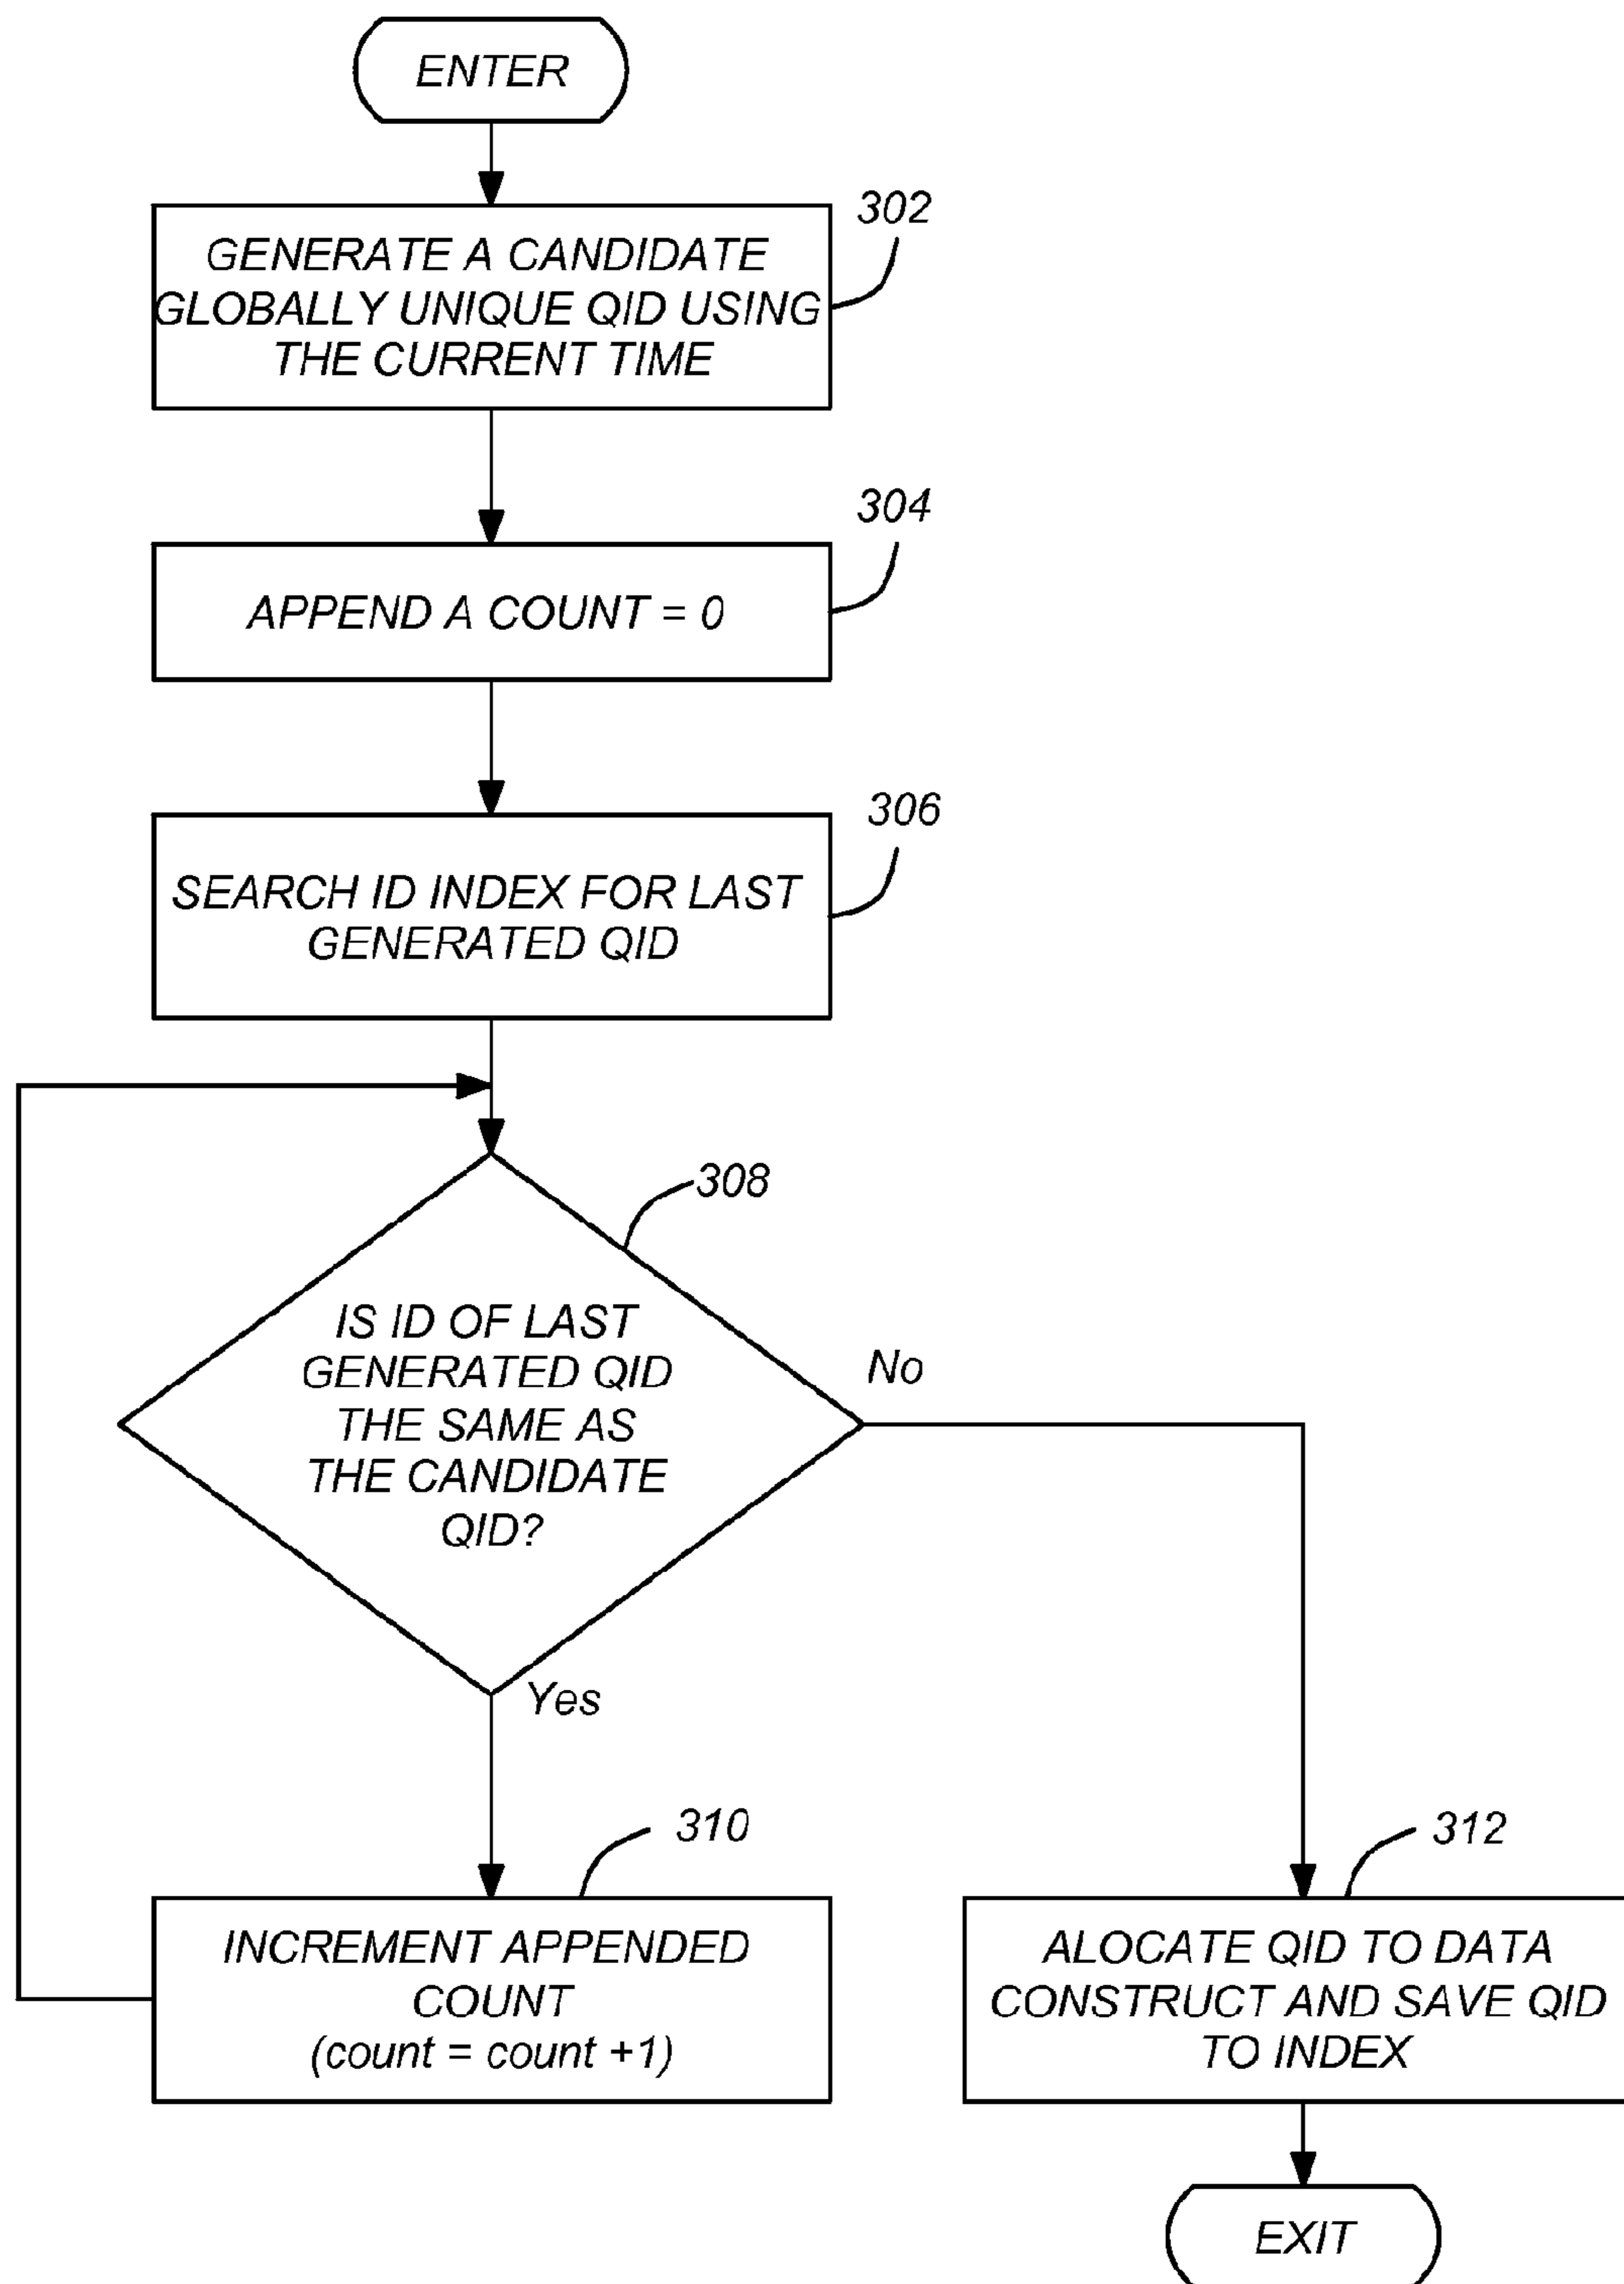 ENTER
302
GENERATE A CANDIDATE
GLOBALLY UNIQUE QID USING
THE CURRENT TIME
304
APPEND A COUNT = 0
306
SEARCH ID INDEX FOR LAST
GENERATED QID
308
IS ID OF LAST
GENERATED QID
THE SAME AS
THE CANDIDATE
QID?
No
Yes
310
INCREMENT APPENDED
COUNT
(count = count +1)
312
ALOCATE QID TO DATA
CONSTRUCT AND SAVE QID
TO INDEX
EXIT